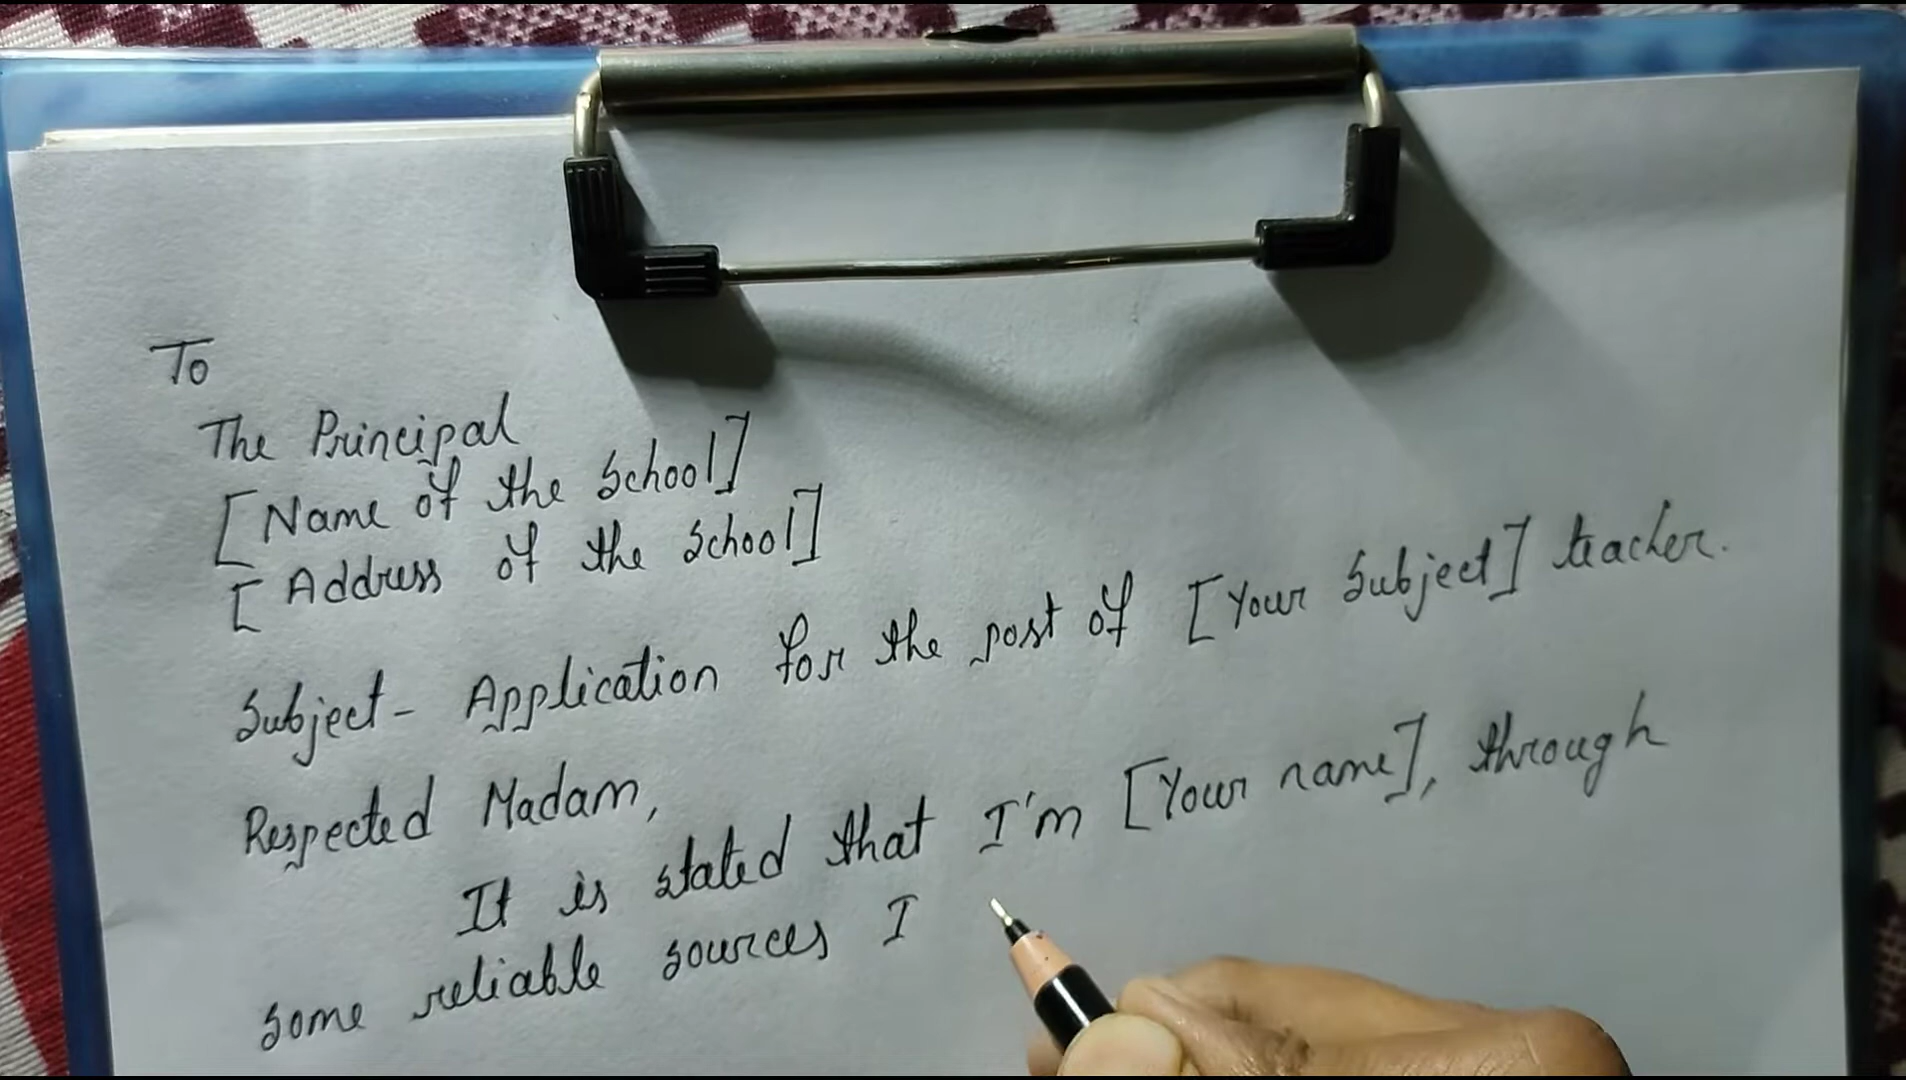 To
The Principal
[Name of the School]
[Address of the School]
Subject- Application for the post of [Your Subject] teacher.
Respected Madam,
It is stated that I'm [Your name], through
some reliable sources I